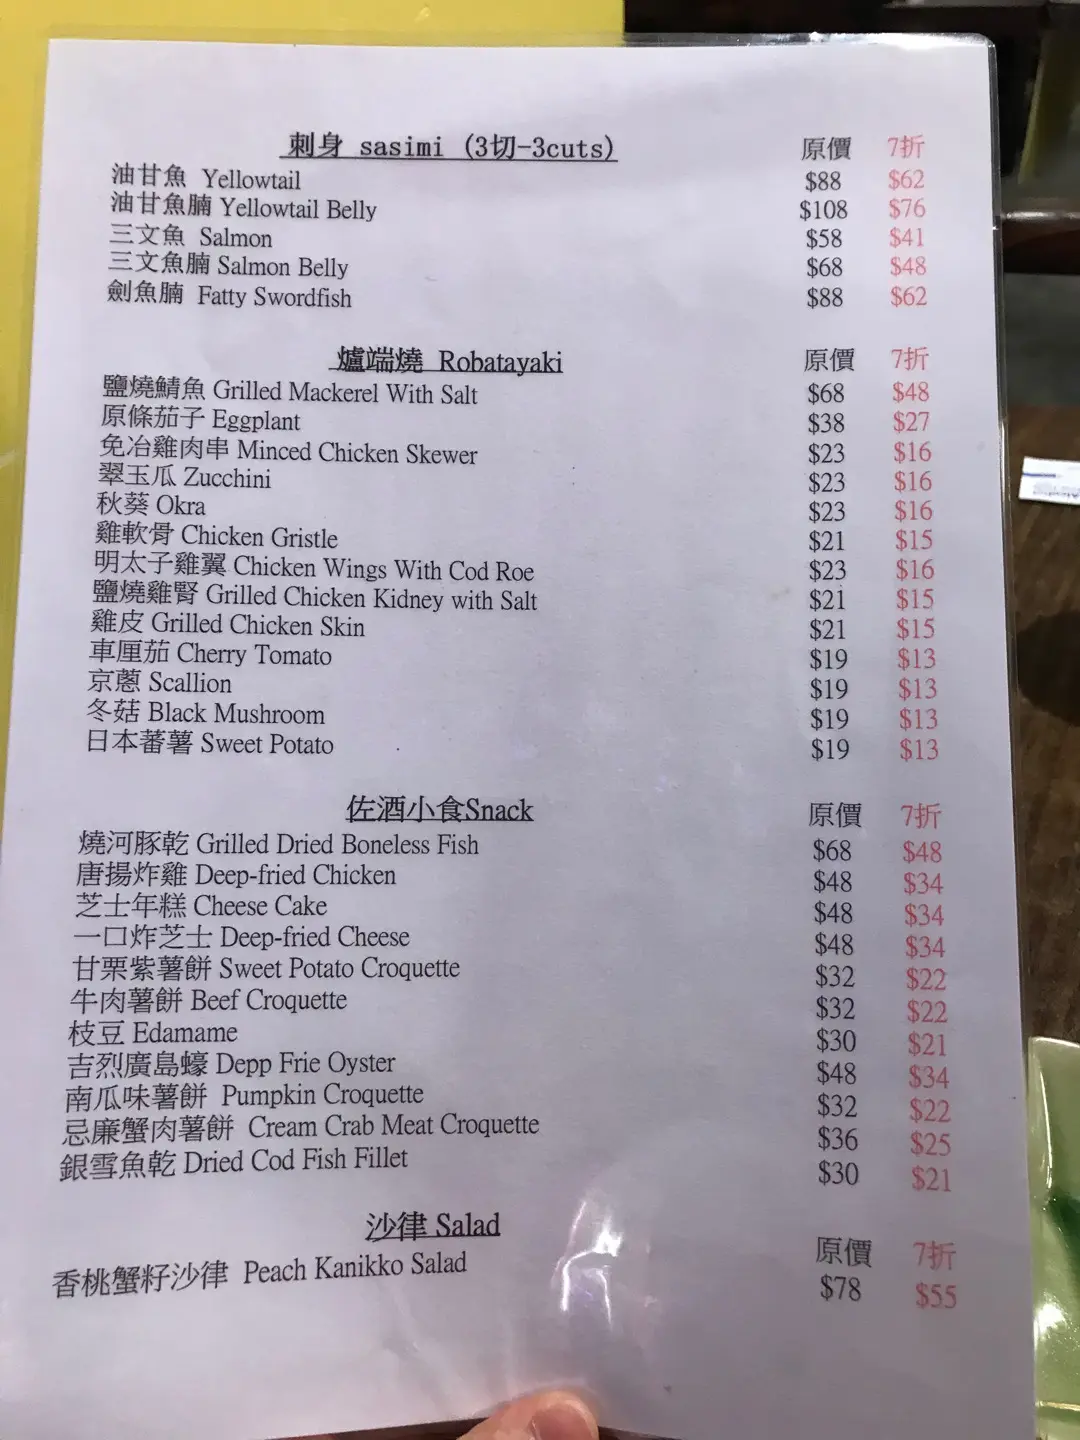 刺身 sasimi (3切-3cuts) 原價 7折
油甘魚 Yellowtail $88 $62
油甘魚腩 Yellowtail Belly $108 $76
三文魚 Salmon $58 $41
三文魚腩 Salmon Belly $68 $48
劍魚腩 Fatty Swordfish $88 $62
爐端燒 Robatayaki 原價 7折
鹽燒鯖魚 Grilled Mackerel With Salt $68 $48
原條茄子 Eggplant $38 $27
免冶雞肉串 Minced Chicken Skewer $23 $16
翠玉瓜 Zucchini $23 $16
秋葵 Okra $23 $16
雞軟骨 Chicken Gristle $21 $15
明太子雞翼 Chicken Wings With Cod Roe $23 $16
鹽燒雞腎 Grilled Chicken Kidney with Salt $21 $15
雞皮 Grilled Chicken Skin $21 $15
車厘茄 Cherry Tomato $19 $13
京蔥 Scallion $19 $13
冬菇 Black Mushroom $19 $13
日本蕃薯 Sweet Potato $19 $13
佐酒小食Snack 原價 7折
燒河豚乾 Grilled Dried Boneless Fish $68 $48
唐揚炸雞 Deep-fried Chicken $48 $34
芝士年糕 Cheese Cake $48 $34
一口炸芝士 Deep-fried Cheese $48 $34
甘栗紫薯餅 Sweet Potato Croquette $32 $22
牛肉薯餅 Beef Croquette $32 $22
枝豆 Edamame $30 $21
吉烈廣島蠔 Depp Frie Oyster $48 $34
南瓜味薯餅 Pumpkin Croquette $32 $22
忌廉蟹肉薯餅 Cream Crab Meat Croquette $36 $25
銀雪魚乾 Dried Cod Fish Fillet $30 $21
沙律 Salad 原價 7折
香桃蟹籽沙律 Peach Kanikko Salad $78 $55